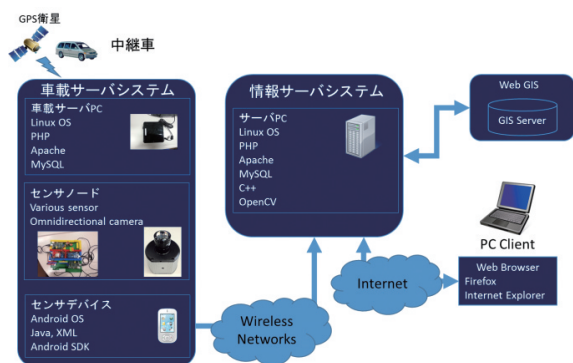 GPS衛星
中継車
車載サーバシステム
車載サーバPC
Linux OS
PHP
Apache
MySQL
センサノード
Various sensor
Omnidirectional camera
センサデバイス
Android OS
Java, XML
Android SDK
Wireless
Networks
情報サーバシステム
サーバPC
Linux OS
PHP
Apache
MySQL
C++
OpenCV
Internet
Web GIS
GIS Server
PC Client
Web Browser
Firefox
Internet Explorer